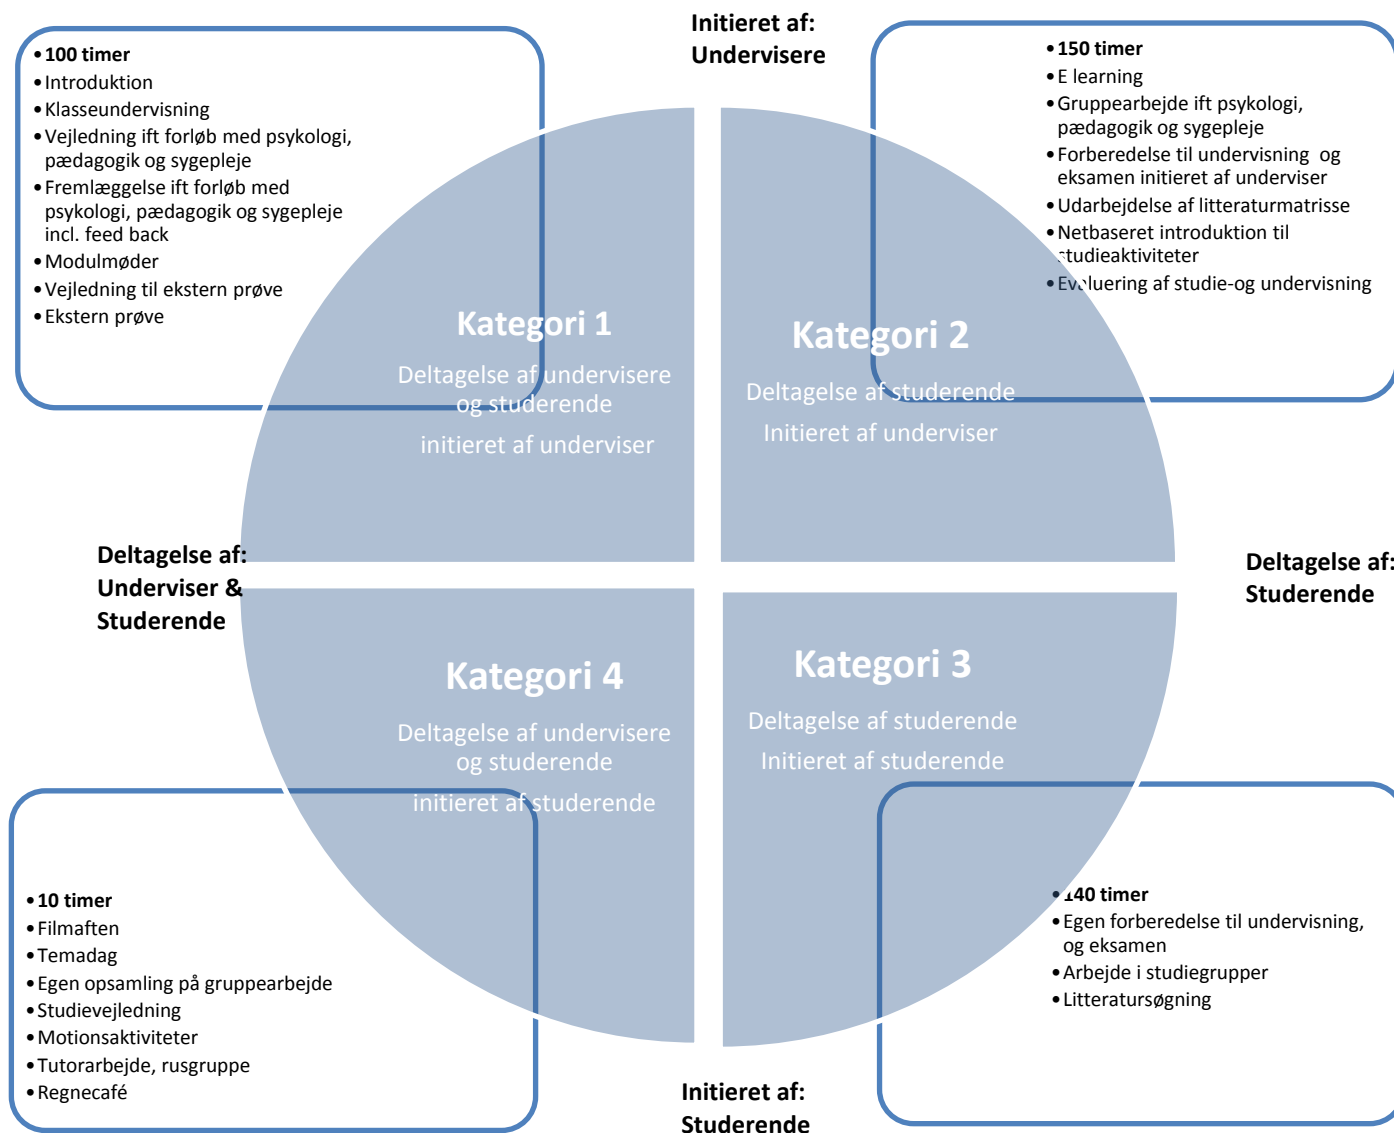 Initieret af:
Undervisere
•100 timer
•Introduktion
•Klasseundervisning
•Vejledning ift forløb med psykologi,
pædagogik og sygepleje
•Fremlæggelse ift forløb med
psykologi, pædagogik og sygepleje
incl. feed back
•Modulmøder
•Vejledning til ekstern prøve
•Ekstern prøve
•150 timer
•E learning
•Gruppearbejde ift psykologi,
pædagogik og sygepleje
•Forberedelse til undervisning og
eksamen initieret af underviser
•Udarbejdelse af litteraturmatrisse
•Netbaseret introduktion til
studieaktiviteter
•Evaluering af studie-og undervisning
Kategori 1
Deltagelse af undervisere
og studerende
initieret af underviser
Kategori 2
Deltagelse af studerende
Initieret af underviser
Deltagelse af:
Underviser &
Studerende
Deltagelse af:
Studerende
Kategori 4
Deltagelse af undervisere
og studerende
initieret af studerende
Kategori 3
Deltagelse af studerende
Initieret af studerende
•10 timer
•Filmaften
•Temadag
•Egen opsamling på gruppearbejde
•Studievejledning
•Motionsaktiviteter
•Tutorarbejde, rusgruppe
•Regnecafé
•140 timer
•Egen forberedelse til undervisning,
og eksamen
•Arbejde i studiegrupper
•Litteratursøgning
Initieret af:
Studerende